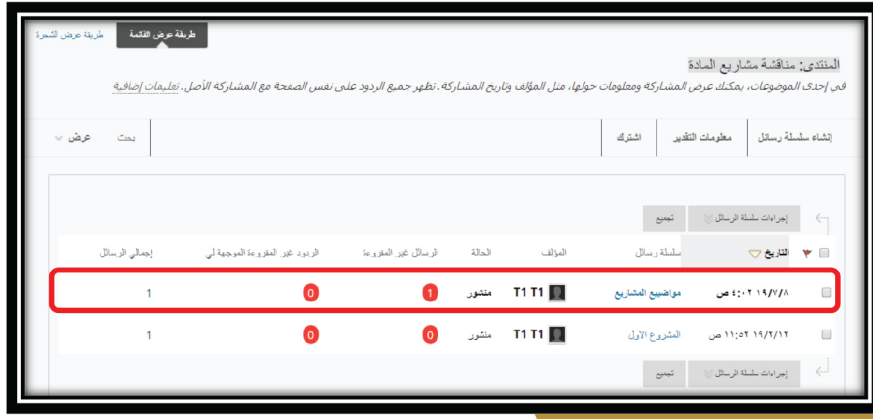 طريقة عرض القائمة طريقة عرض الشجرة
المنتدى: مناقشة مشاريع المادة
في إحدى الموضوعات، يمكنك عرض المشاركة ومعلومات حولها، مثل المؤلف وتاريخ المشاركة. تظهر جميع الردود على نفس الصفحة مع المشاركة الأصل. تعليمات إضافية
إنشاء سلسلة رسائل معلومات التقدير اشترك بحث عرض
إجراءات سلسلة الرسائل تجميع
التاريخ سلسلة رسائل المؤلف الحالة الرسائل غير المقروءة الردود غير المقروءة الموجهة لي إجمالي الرسائل
١٩/٧/٨ ٤:٠٢ ص مواضيع المشاريع T1 T1 منشور 1 0 1
١٩/٢/١٢ ١١:٥٢ ص المشروع الأول T1 T1 منشور 0 0 1
إجراءات سلسلة الرسائل تجميع